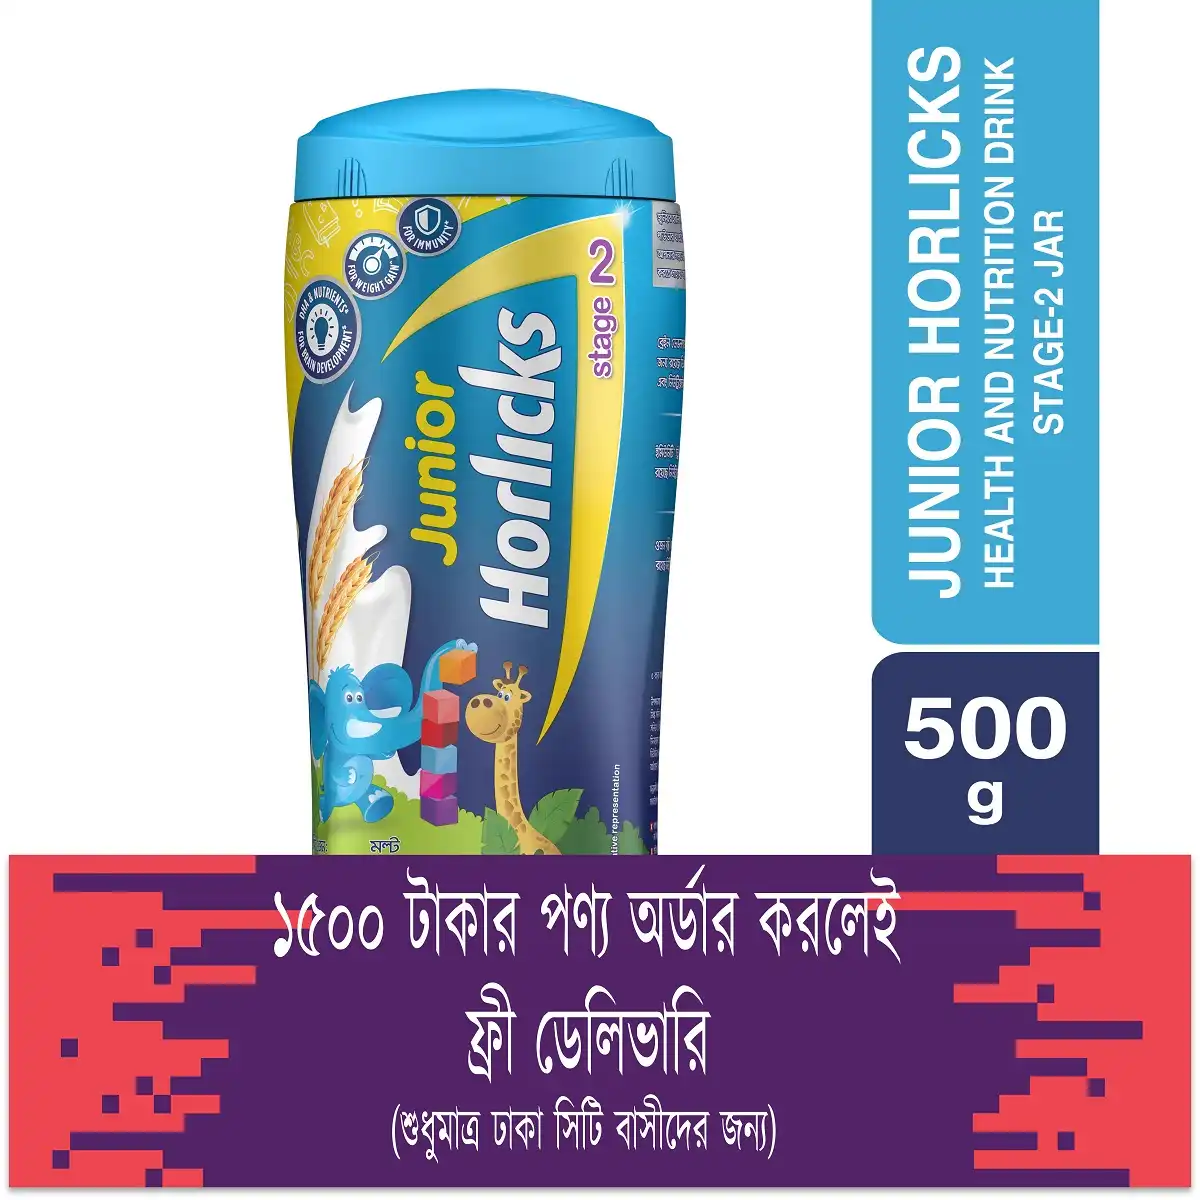 JUNIOR HORLICKS
HEALTH AND NUTRITION DRINK
STAGE-2 JAR
500
g
FOR IMMUNITY*
FOR WEIGHT GAIN^
DHA & NUTRIENTS*
FOR BRAIN DEVELOPMENT*
stage 2
Junior
Horlicks
মল্ট
১৫০০ টাকার পণ্য অর্ডার করলেই
ফ্রী ডেলিভারি
(শুধুমাত্র ঢাকা সিটি বাসীদের জন্য)